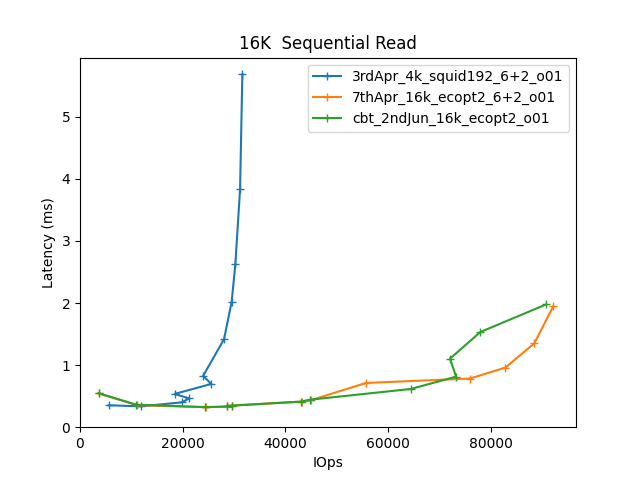 16K  Sequential Read
3rdApr_4k_squid192_6+2_o01
7thApr_16k_ecopt2_6+2_o01
cbt_2ndJun_16k_ecopt2_o01
Latency (ms)
5
4
3
2
1
0
0 20000 40000 60000 80000
IOps